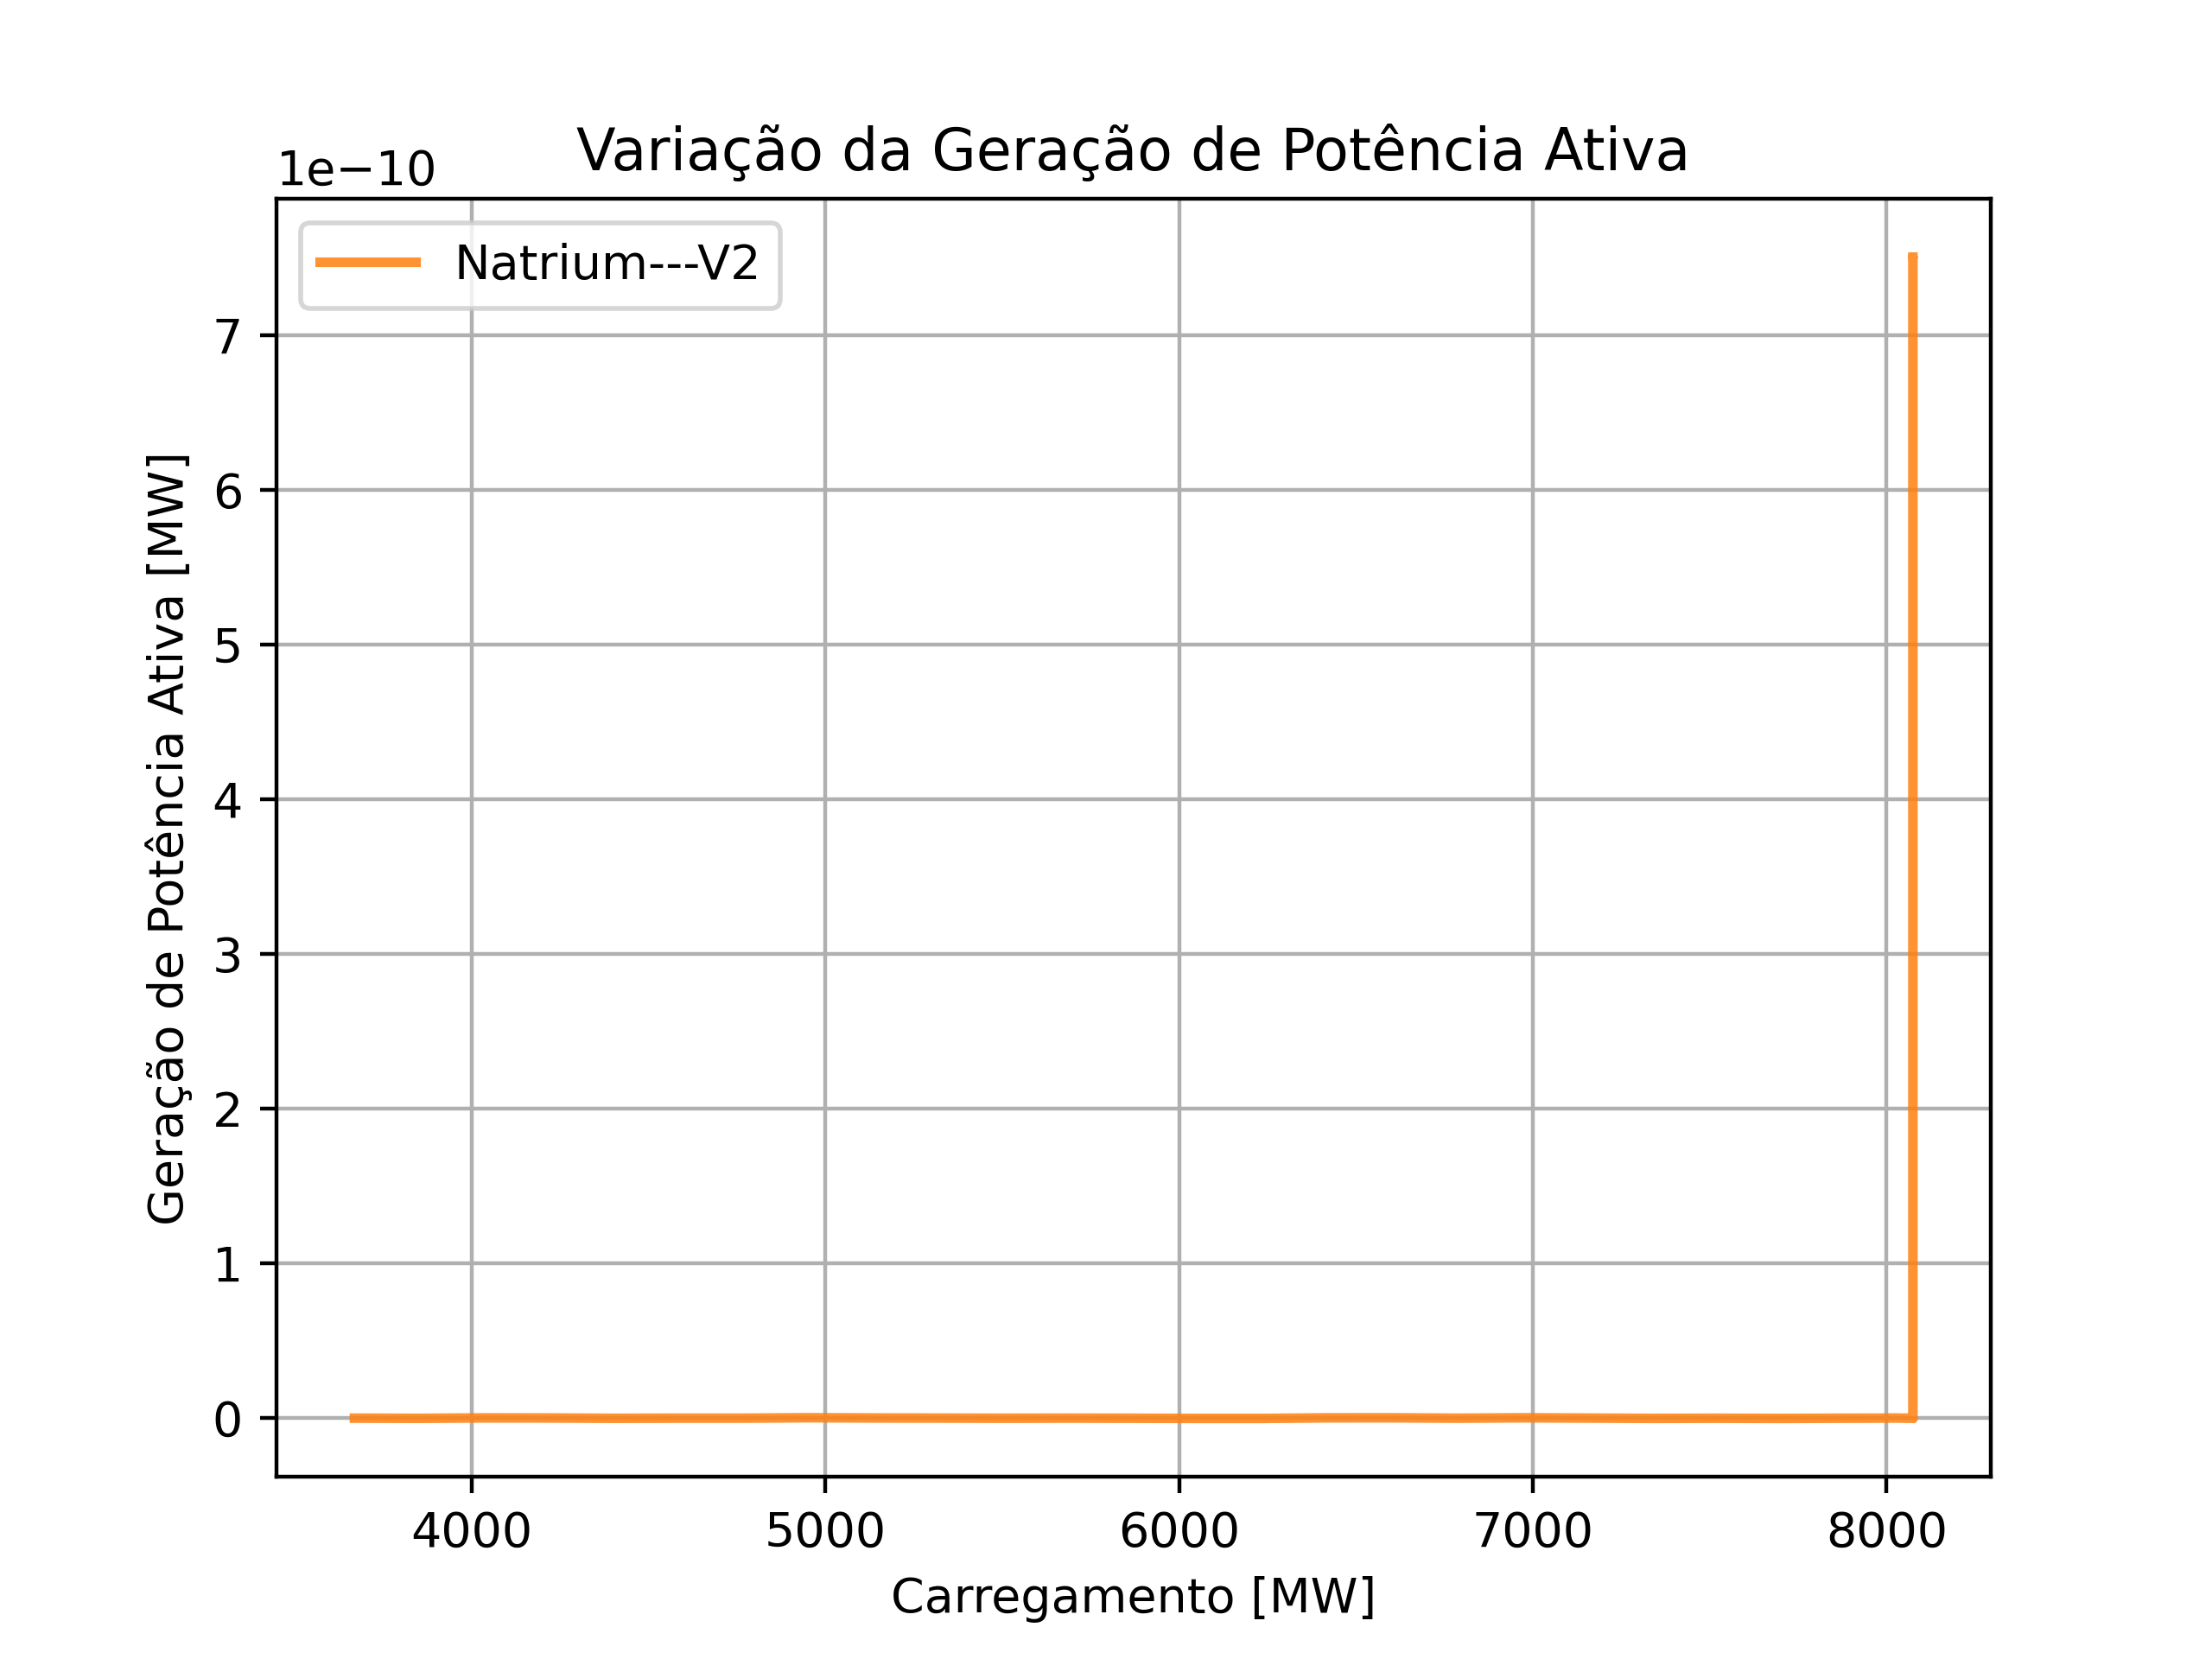 Variação da Geração de Potência Ativa
1e−10
Natrium---V2
Geração de Potência Ativa [MW]
7
6
5
4
3
2
1
0
4000 5000 6000 7000 8000
Carregamento [MW]